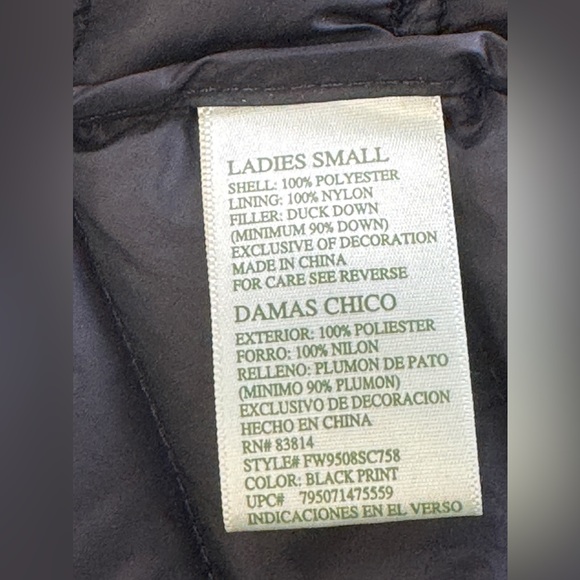 LADIES SMALL
SHELL: 100% POLYESTER
LINING: 100% NYLON
FILLER: DUCK DOWN
(MINIMUM 90% DOWN)
EXCLUSIVE OF DECORATION
MADE IN CHINA
FOR CARE SEE REVERSE
DAMAS CHICO
EXTERIOR: 100% POLIESTER
FORRO: 100% NILON
RELLENO: PLUMON DE PATO
(MINIMO 90% PLUMON)
EXCLUSIVO DE DECORACION
HECHO EN CHINA
RN# 83814
STYLE# FW9508SC758
COLOR: BLACK PRINT
UPC# 795071475559
INDICACIONES EN EL VERSO